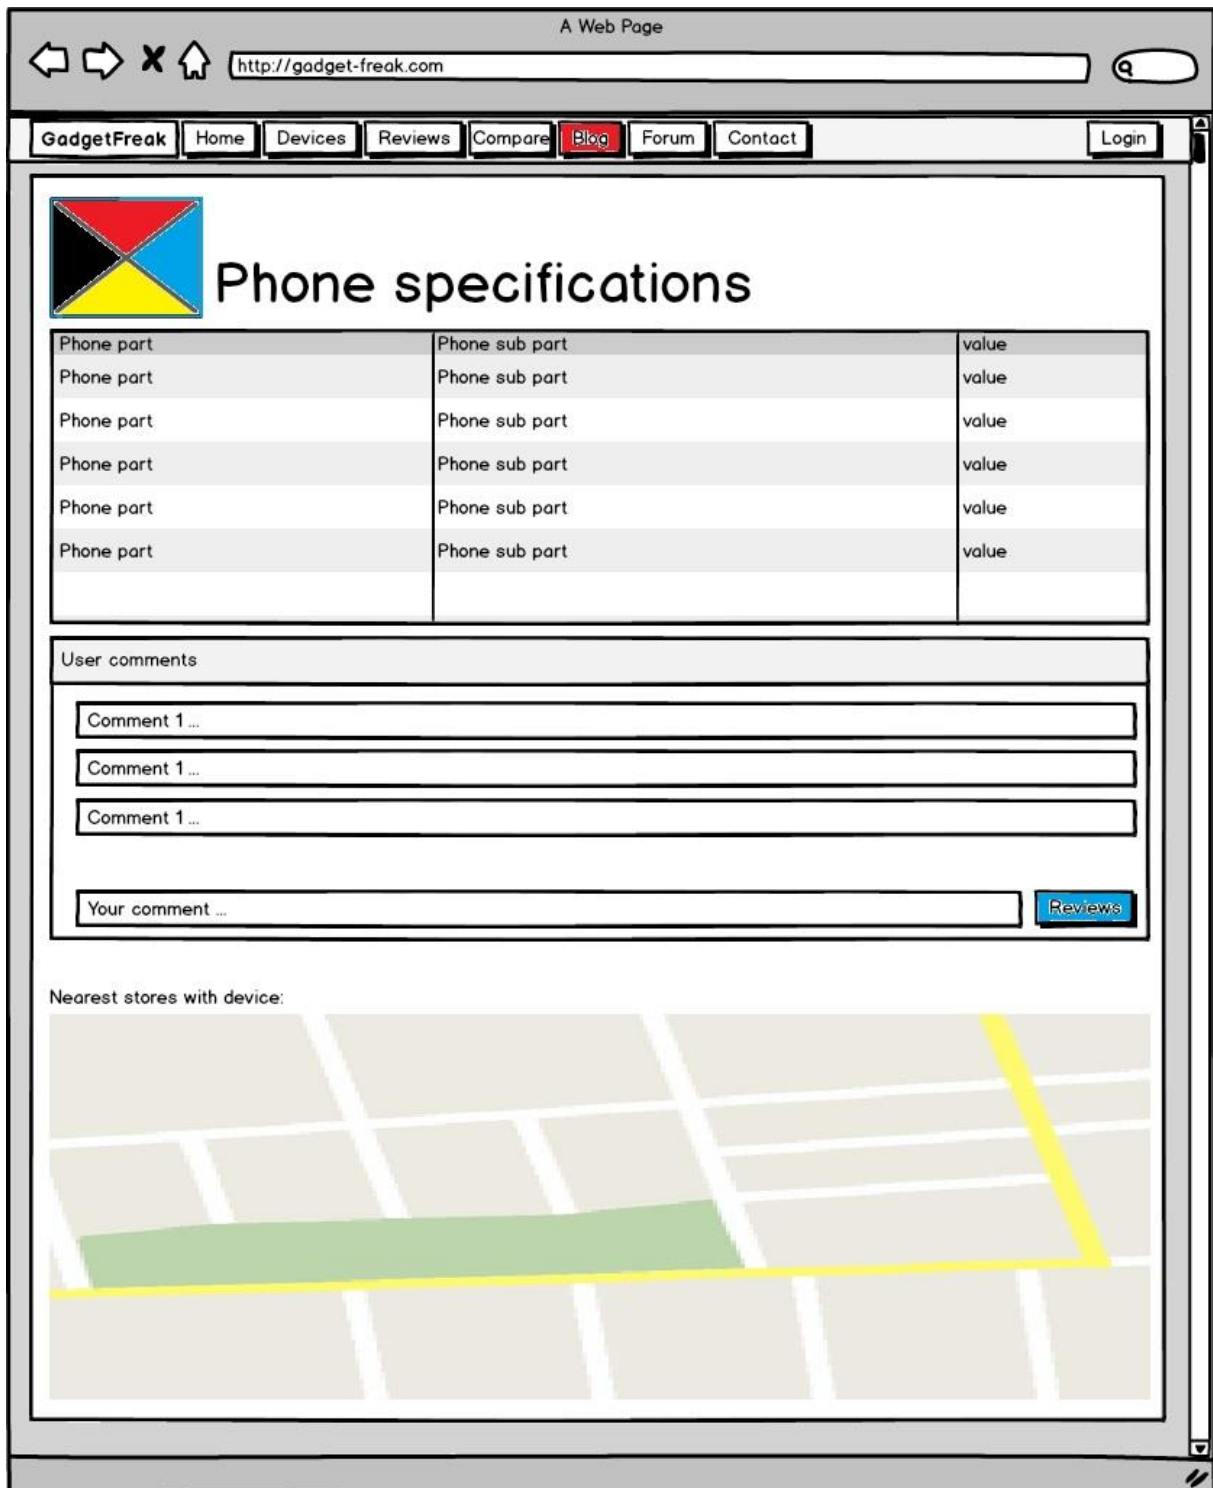 A Web Page
http://gadget-freak.com
GadgetFreak Home Devices Reviews Compare Blog Forum Contact Login
Phone specifications
Phone part Phone sub part value
Phone part Phone sub part value
Phone part Phone sub part value
Phone part Phone sub part value
Phone part Phone sub part value
Phone part Phone sub part value
User comments
Comment 1 ...
Comment 1 ...
Comment 1 ...
Your comment ... Reviews
Nearest stores with device: